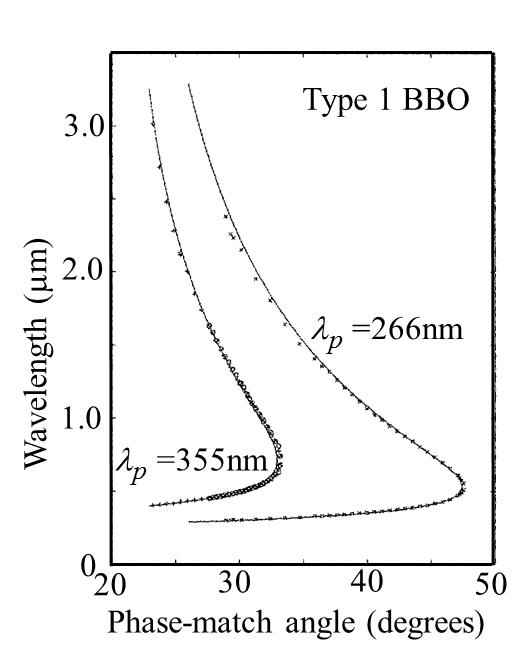 Type 1 BBO
3.0
2.0
1.0
0
Wavelength (μm)
λp =266nm
λp =355nm
20
30
40
50
Phase-match angle (degrees)